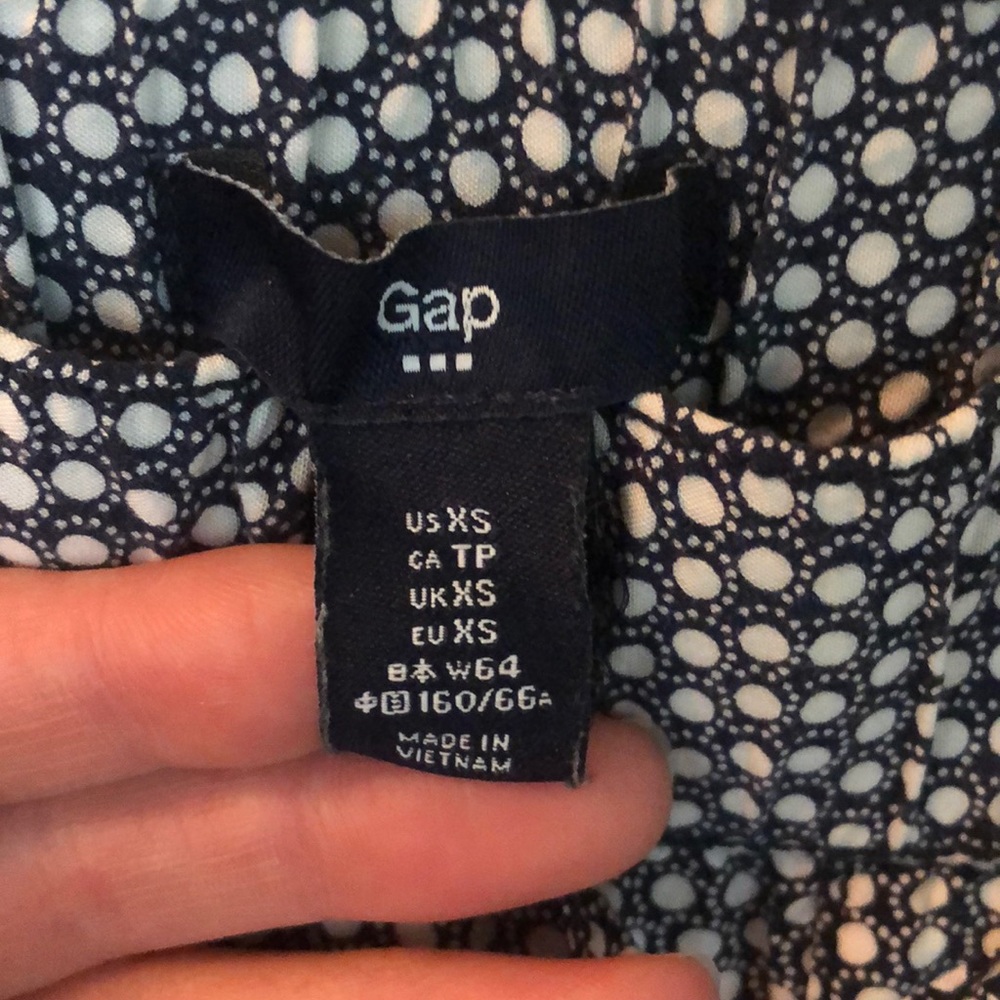 Gap
US XS
CA TP
UK XS
EU XS
日本 W64
中国 160/66A
MADE IN
VIETNAM